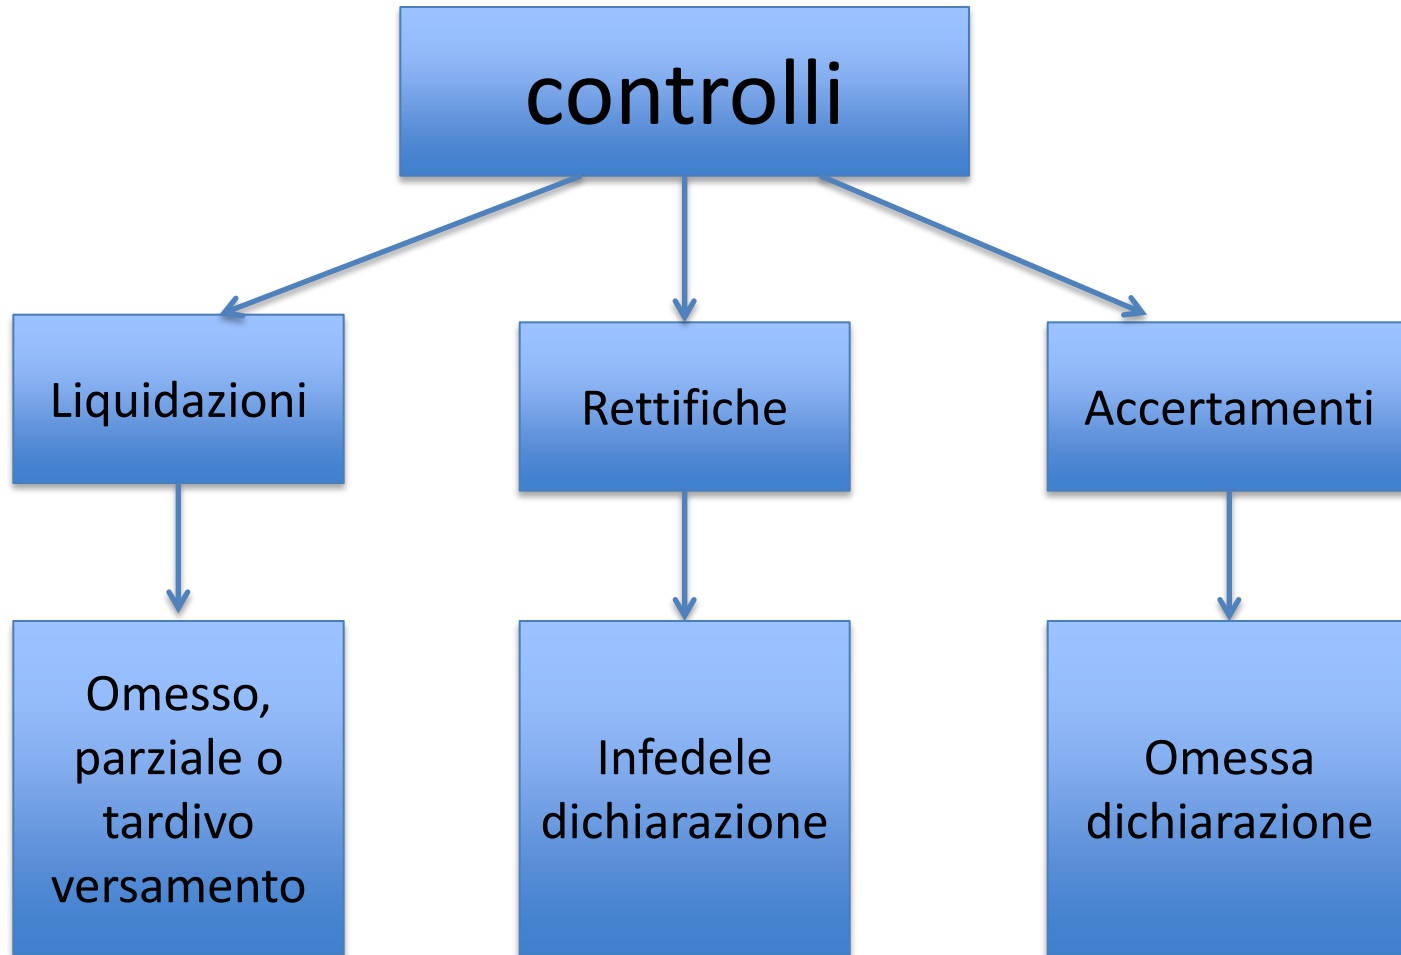 controlli
Liquidazioni
Rettifiche
Accertamenti
Omesso,
parziale o
tardivo
versamento
Infedele
dichiarazione
Omessa
dichiarazione